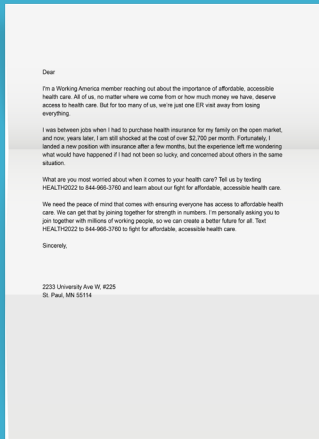 Dear
I'm a Working America member reaching out about the importance of affordable, accessible
health care. All of us, no matter where we come from or how much money we have, deserve
access to health care. But for too many of us, we're just one ER visit away from losing
everything.
I was between jobs when I had to purchase health insurance for my family on the open market,
and now, years later, I am still shocked at the cost of over $2,700 per month. Fortunately, I
landed a new position with insurance after a few months, but the experience left me wondering
what would have happened if I had not been so lucky, and concerned about others in the same
situation.
What are you most worried about when it comes to your health care? Tell us by texting
HEALTH2022 to 844-966-3760 and learn about our fight for affordable, accessible health care.
We need the peace of mind that comes with ensuring everyone has access to affordable health
care. We can get that by joining together for strength in numbers. I'm personally asking you to
join together with millions of working people, so we can create a better future for all. Text
HEALTH2022 to 844-966-3760 to fight for affordable, accessible health care.
Sincerely,
2233 University Ave W, #225
St. Paul, MN 55114